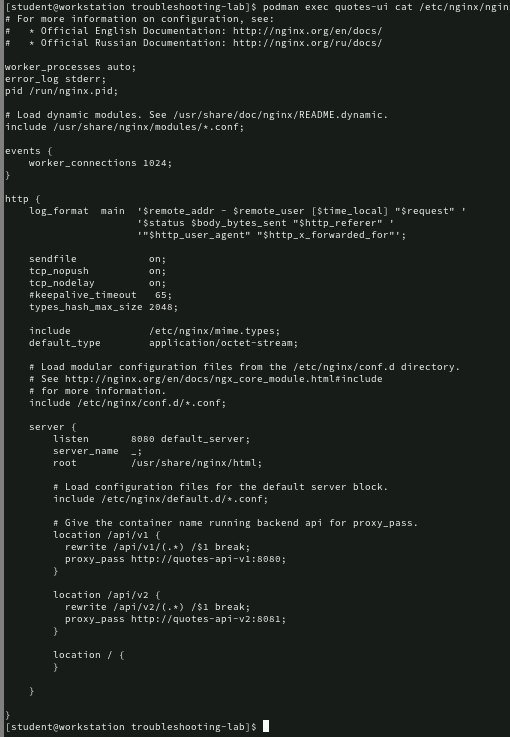 [student@workstation troubleshooting-lab]$ podman exec quotes-ui cat /etc/nginx/ngin
# For more information on configuration, see:
#   * Official English Documentation: http://nginx.org/en/docs/
#   * Official Russian Documentation: http://nginx.org/ru/docs/
worker_processes auto;
error_log stderr;
pid /run/nginx.pid;
# Load dynamic modules. See /usr/share/doc/nginx/README.dynamic.
include /usr/share/nginx/modules/*.conf;
events {
    worker_connections 1024;
}
http {
    log_format  main  '$remote_addr - $remote_user [$time_local] "$request" '
                      '$status $body_bytes_sent "$http_referer" '
                      '"$http_user_agent" "$http_x_forwarded_for"';
    sendfile            on;
    tcp_nopush          on;
    tcp_nodelay         on;
    #keepalive_timeout   65;
    types_hash_max_size 2048;
    include             /etc/nginx/mime.types;
    default_type        application/octet-stream;
    # Load modular configuration files from the /etc/nginx/conf.d directory.
    # See http://nginx.org/en/docs/ngx_core_module.html#include
    # for more information.
    include /etc/nginx/conf.d/*.conf;
    server {
        listen       8080 default_server;
        server_name  _;
        root         /usr/share/nginx/html;
        # Load configuration files for the default server block.
        include /etc/nginx/default.d/*.conf;
        # Give the container name running backend api for proxy_pass.
        location /api/v1 {
          rewrite /api/v1/(.*) /$1 break;
          proxy_pass http://quotes-api-v1:8080;
        }
        location /api/v2 {
          rewrite /api/v2/(.*) /$1 break;
          proxy_pass http://quotes-api-v2:8081;
        }
        location / {
        }
    }
}
[student@workstation troubleshooting-lab]$